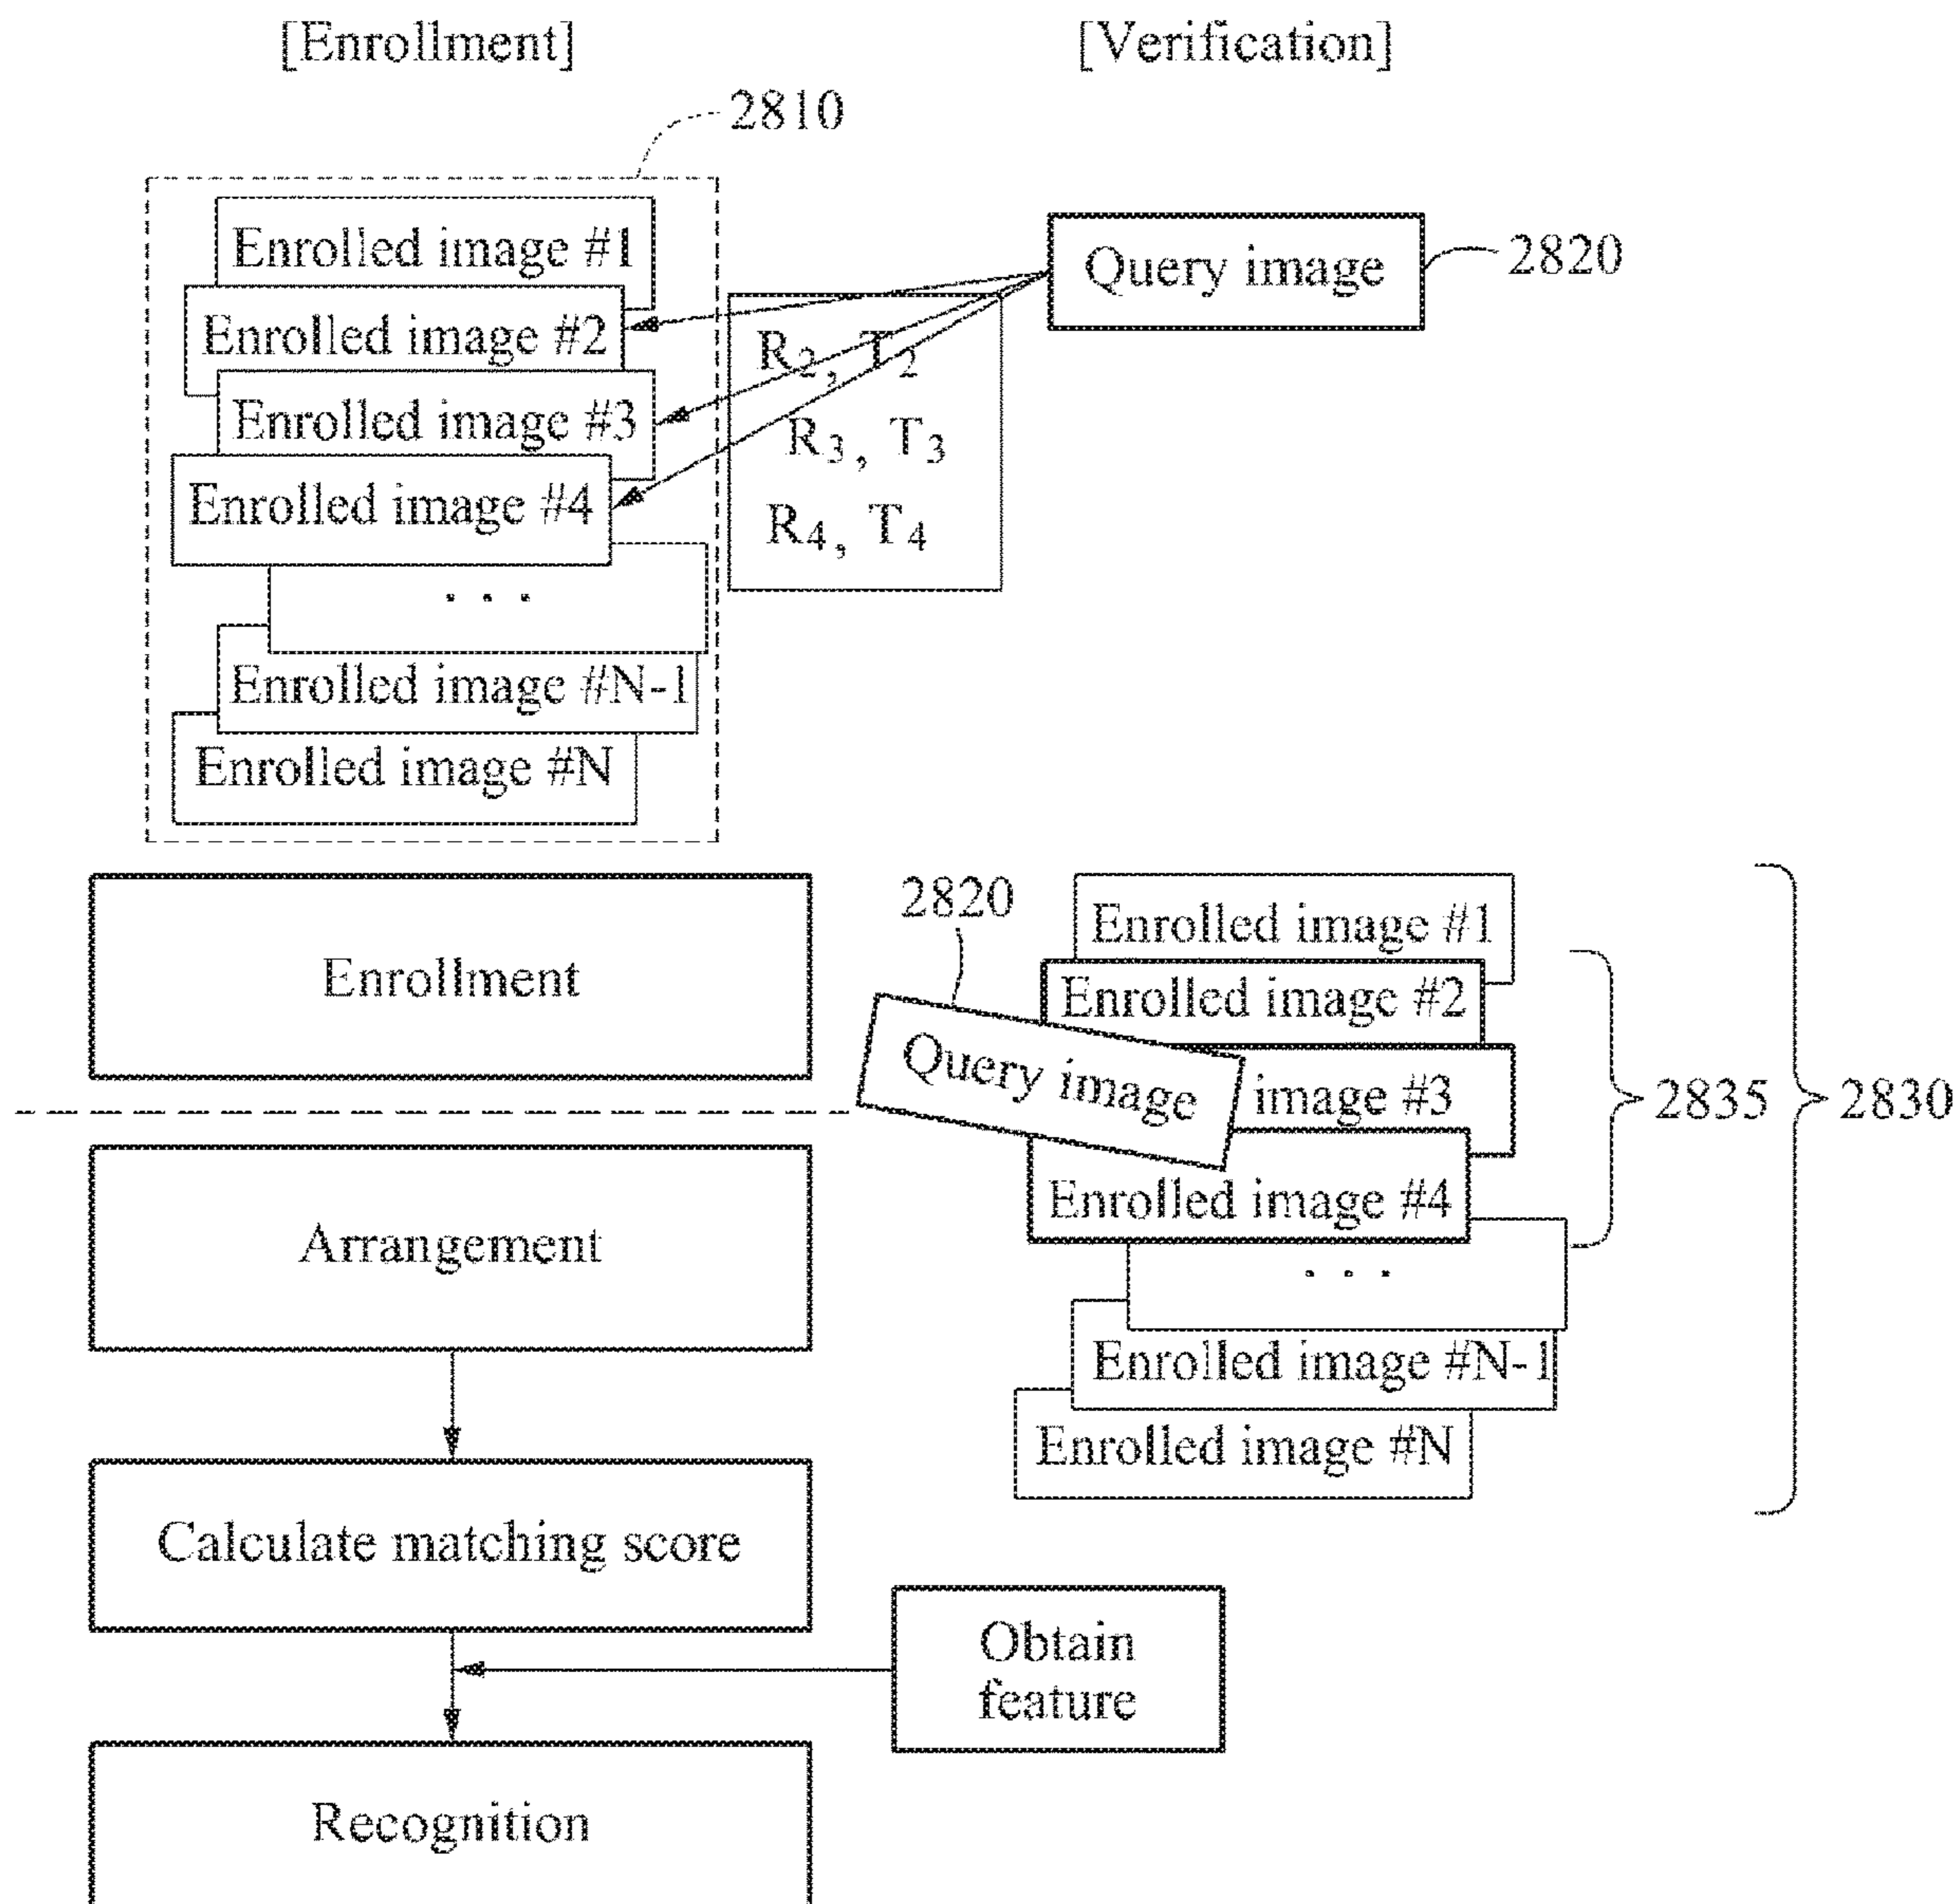 [Enrollment]
[Verification]
2810
Enrolled image #1
Enrolled image #2
Enrolled image #3
Enrolled image #4
. . .
Enrolled image #N-1
Enrolled image #N
R2, T2
R3, T3
R4, T4
Query image
2820
Enrollment
2820
Query image
Enrolled image #1
Enrolled image #2
image #3
Enrolled image #4
. . .
Enrolled image #N-1
Enrolled image #N
2835
2830
Arrangement
Calculate matching score
Obtain
feature
Recognition